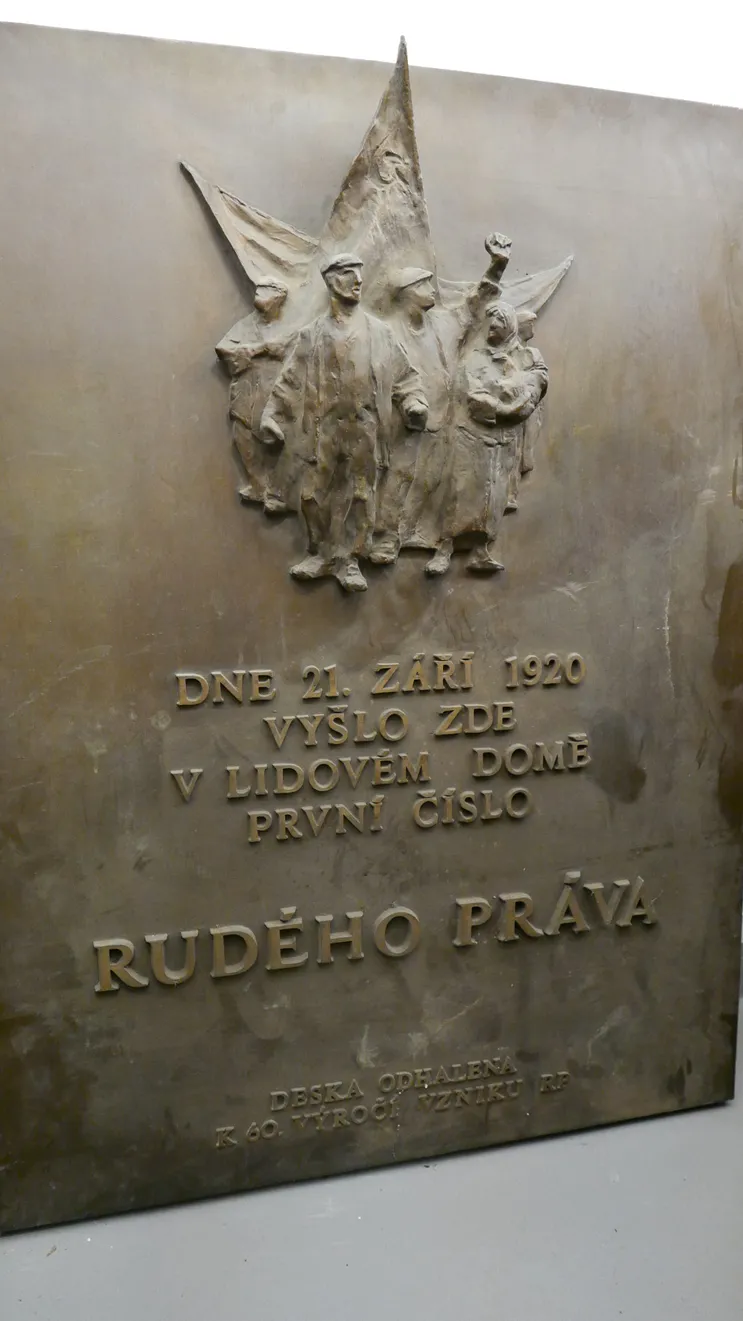 DNE 21. ZÁŘÍ 1920
VYŠLO ZDE
V LIDOVÉM DOMĚ
PRVNÍ ČÍSLO
RUDÉHO PRÁVA
DESKA ODHALENA
K 60. VÝROČÍ VZNIKU RP